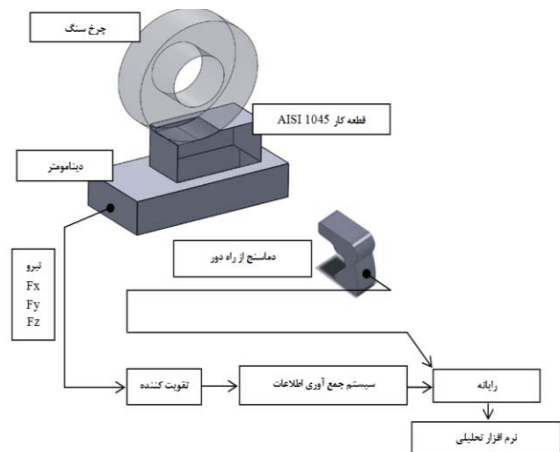 چرخ سنگ
قطعه کار AISI 1045
دینامومتر
دماسنج از راه دور
نیرو
Fx
Fy
Fz
تقویت کننده
سیستم جمع آوری اطلاعات
رایانه
نرم افزار تحلیلی